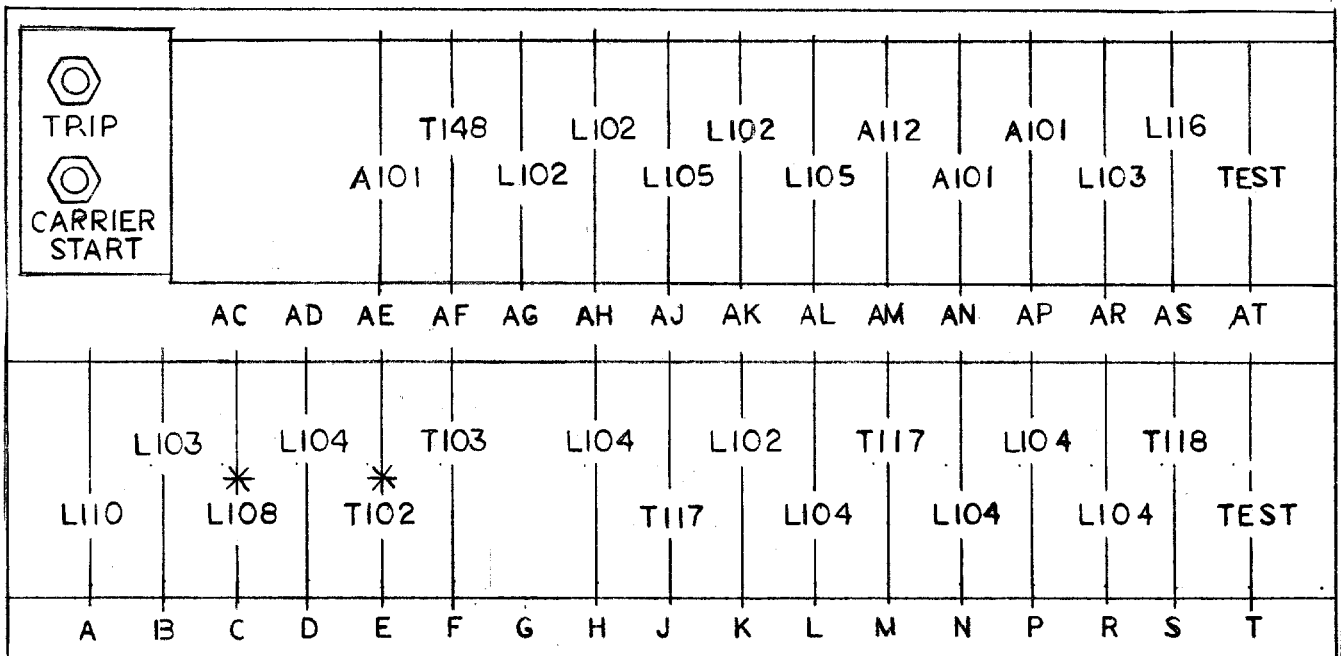 TRIP
CARRIER
START
T148 L102 L102 A112 A101 L116
A101 L102 L105 L105 A101 L103 TEST
AC AD AE AF AG AH AJ AK AL AM AN AP AR AS AT
L103 L104 T103 L104 L102 T117 L104 T118
L110 L108 T102 T117 L104 L104 L104 TEST
A B C D E F G H J K L M N P R S T